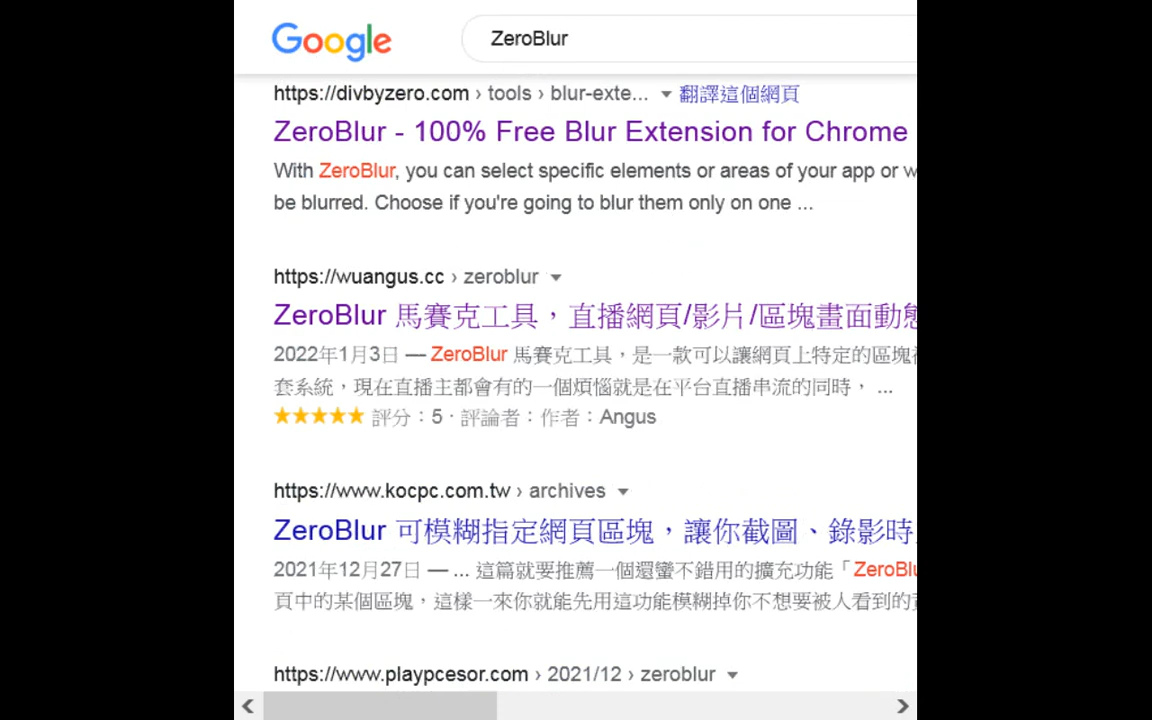 Google
ZeroBlur
https://divbyzero.com › tools › blur-exte... 翻譯這個網頁
ZeroBlur - 100% Free Blur Extension for Chrome
With ZeroBlur, you can select specific elements or areas of your app or
be blurred. Choose if you're going to blur them only on one ...
https://wuangus.cc › zeroblur
ZeroBlur 馬賽克工具，直播網頁/影片/區塊畫面動態
2022年1月3日 — ZeroBlur 馬賽克工具，是一款可以讓網頁上特定的區塊
套系統，現在直播主都會有的一個煩惱就是在平台直播串流的同時， ...
★★★★★ 評分：5 · 評論者：作者：Angus
https://www.kocpc.com.tw › archives
ZeroBlur 可模糊指定網頁區塊，讓你截圖、錄影時
2021年12月27日 — ... 這篇就要推薦一個還蠻不錯用的擴充功能「ZeroBlu
頁中的某個區塊，這樣一來你就能先用這功能模糊掉你不想要被人看到的
https://www.playpcesor.com › 2021/12 › zeroblur